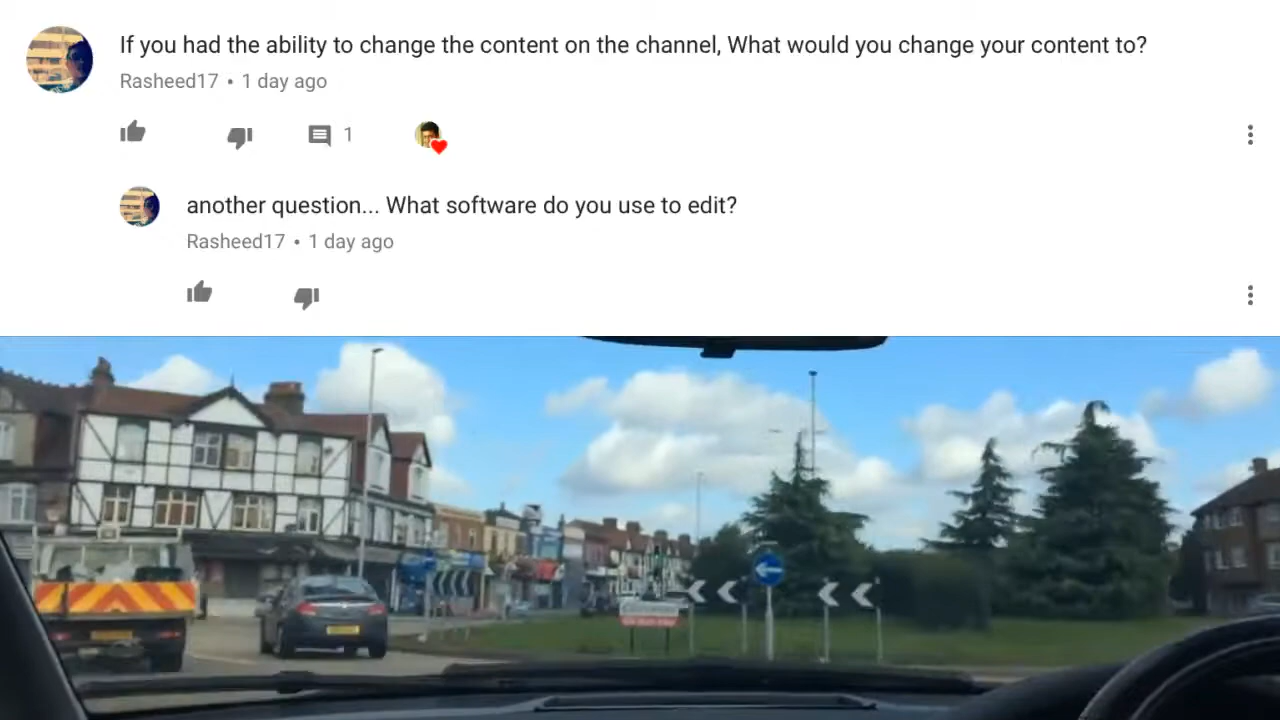 If you had the ability to change the content on the channel, What would you change your content to?
Rasheed17 • 1 day ago
1
another question... What software do you use to edit?
Rasheed17 • 1 day ago